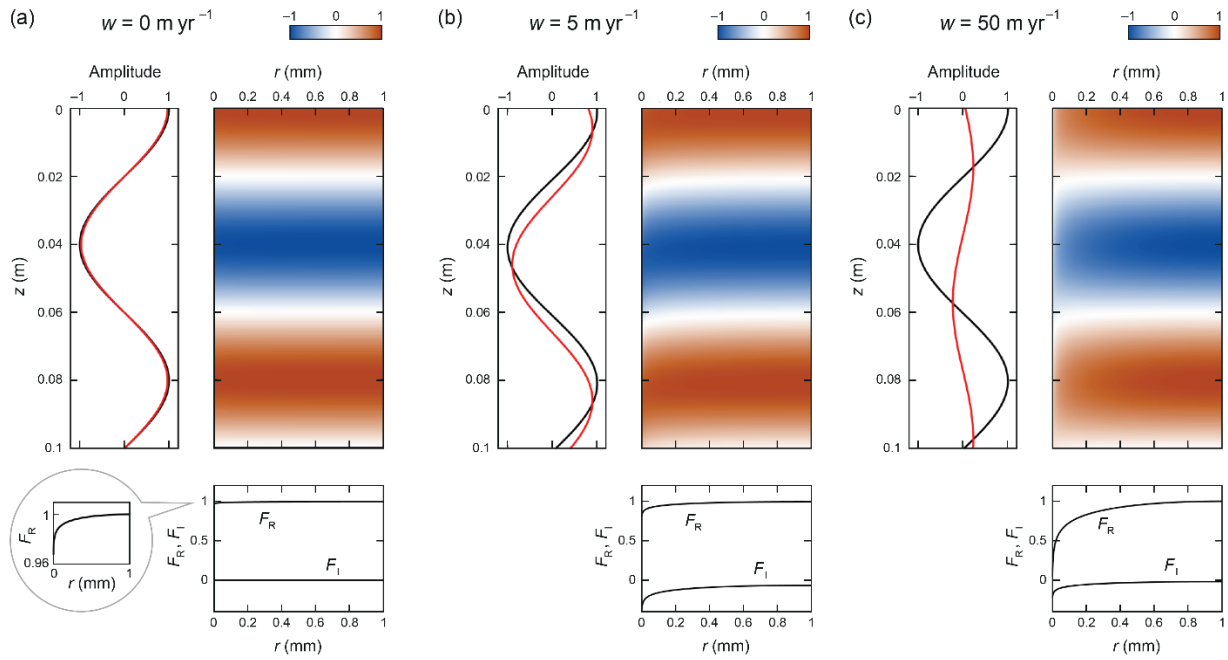 (a) w = 0 m yr⁻¹ −1 0 1
Amplitude r (mm)
−1 0 1 0 0.2 0.4 0.6 0.8 1
0
0.02
0.04
z (m)
0.06
0.08
0.1
F_R
1
0.96
0 1
r (mm)
F_R, F_I
1
0.5
0
F_R
F_I
0 0.2 0.4 0.6 0.8 1
r (mm)
(b) w = 5 m yr⁻¹ −1 0 1
Amplitude r (mm)
−1 0 1 0 0.2 0.4 0.6 0.8 1
0
0.02
0.04
z (m)
0.06
0.08
0.1
F_R, F_I
1
0.5
0
F_R
F_I
0 0.2 0.4 0.6 0.8 1
r (mm)
(c) w = 50 m yr⁻¹ −1 0 1
Amplitude r (mm)
−1 0 1 0 0.2 0.4 0.6 0.8 1
0
0.02
0.04
z (m)
0.06
0.08
0.1
F_R, F_I
1
0.5
0
F_R
F_I
0 0.2 0.4 0.6 0.8 1
r (mm)